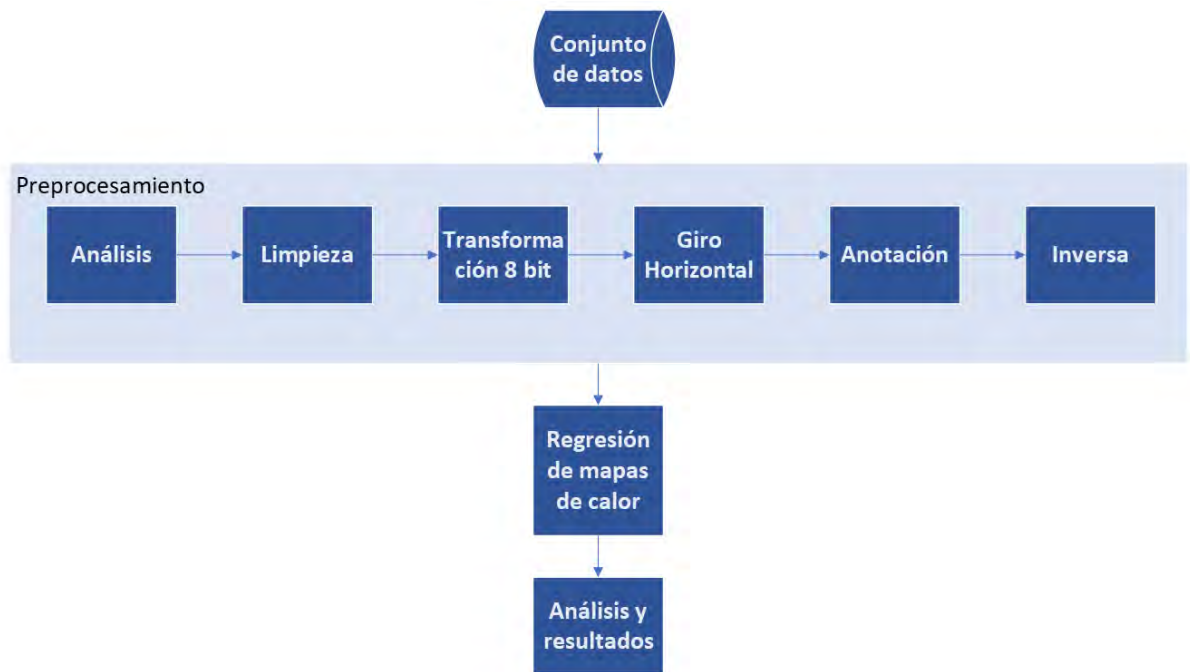 Conjunto
de datos
Preprocesamiento
Análisis
Limpieza
Transforma
ción 8 bit
Giro
Horizontal
Anotación
Inversa
Regresión
de mapas
de calor
Análisis y
resultados